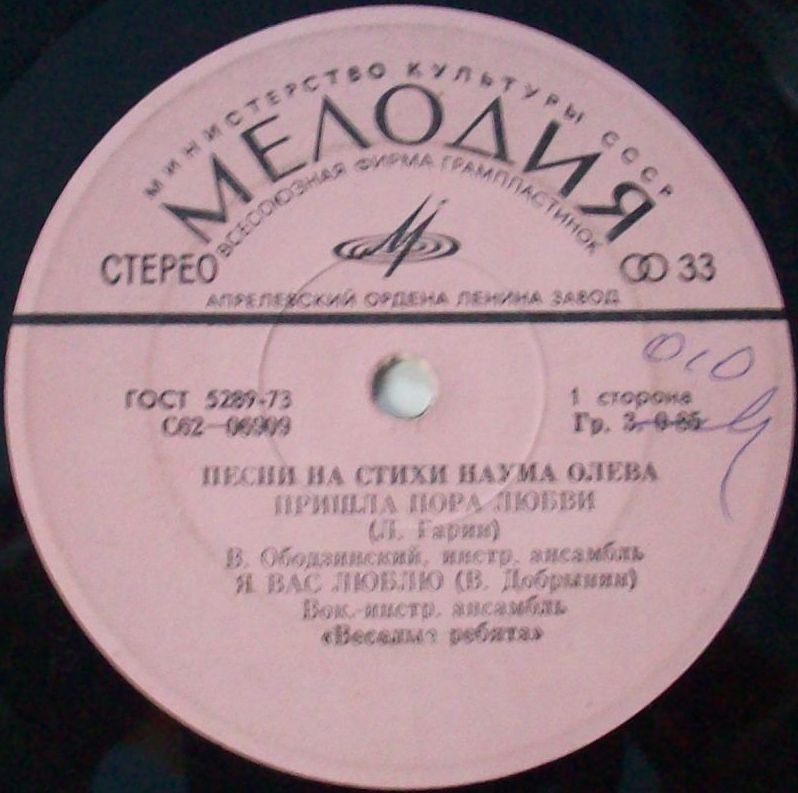 МИНИСТЕРСТВО КУЛЬТУРЫ СССР
МЕЛОДИЯ
ВСЕСОЮЗНАЯ ФИРМА ГРАМПЛАСТИНОК
СТЕРЕО 33
АПРЕЛЕВСКИЙ ОРДЕНА ЛЕНИНА ЗАВОД
ГОСТ 5289-73 1 сторона
С62—06909 Гр. 3. 0-85
ПЕСНИ НА СТИХИ НАУМА ОЛЕВА
ПРИШЛА ПОРА ЛЮБВИ
(Л. Гарин)
В. Ободзинский, инстр. ансамбль
Я ВАС ЛЮБЛЮ (В. Добрынин)
Вок.-инстр. ансамбль
«Веселые ребята»